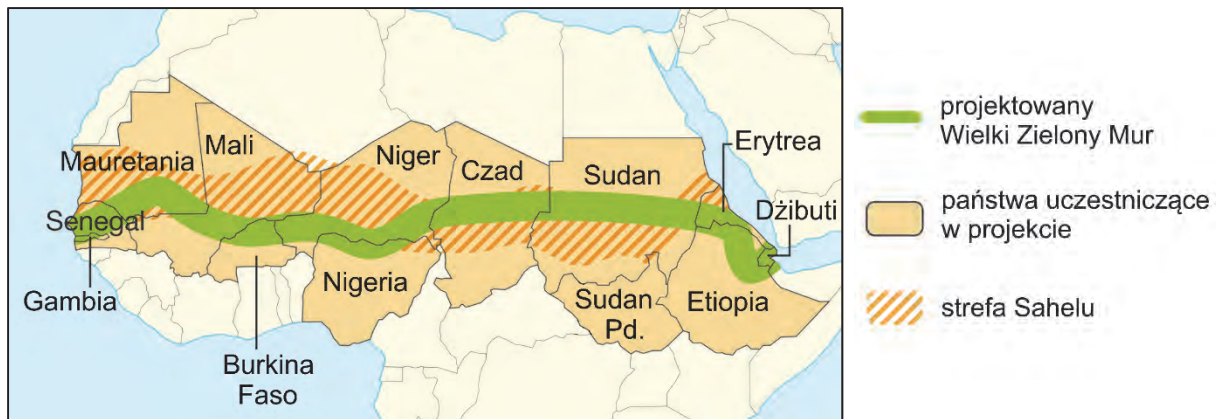 Mauretania
Mali
Niger
Czad
Sudan
Erytrea
Dżibuti
Senegal
Gambia
Burkina
Faso
Nigeria
Sudan
Pd.
Etiopia
projektowany
Wielki Zielony Mur
państwa uczestniczące
w projekcie
strefa Sahelu